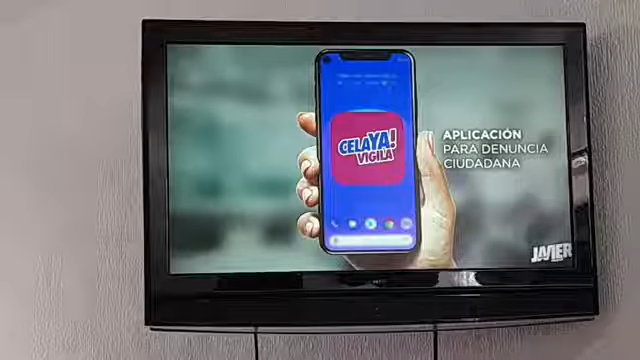 CELAYA!
VIGILA
APLICACIÓN
PARA DENUNCIA
CIUDADANA
JAVIER